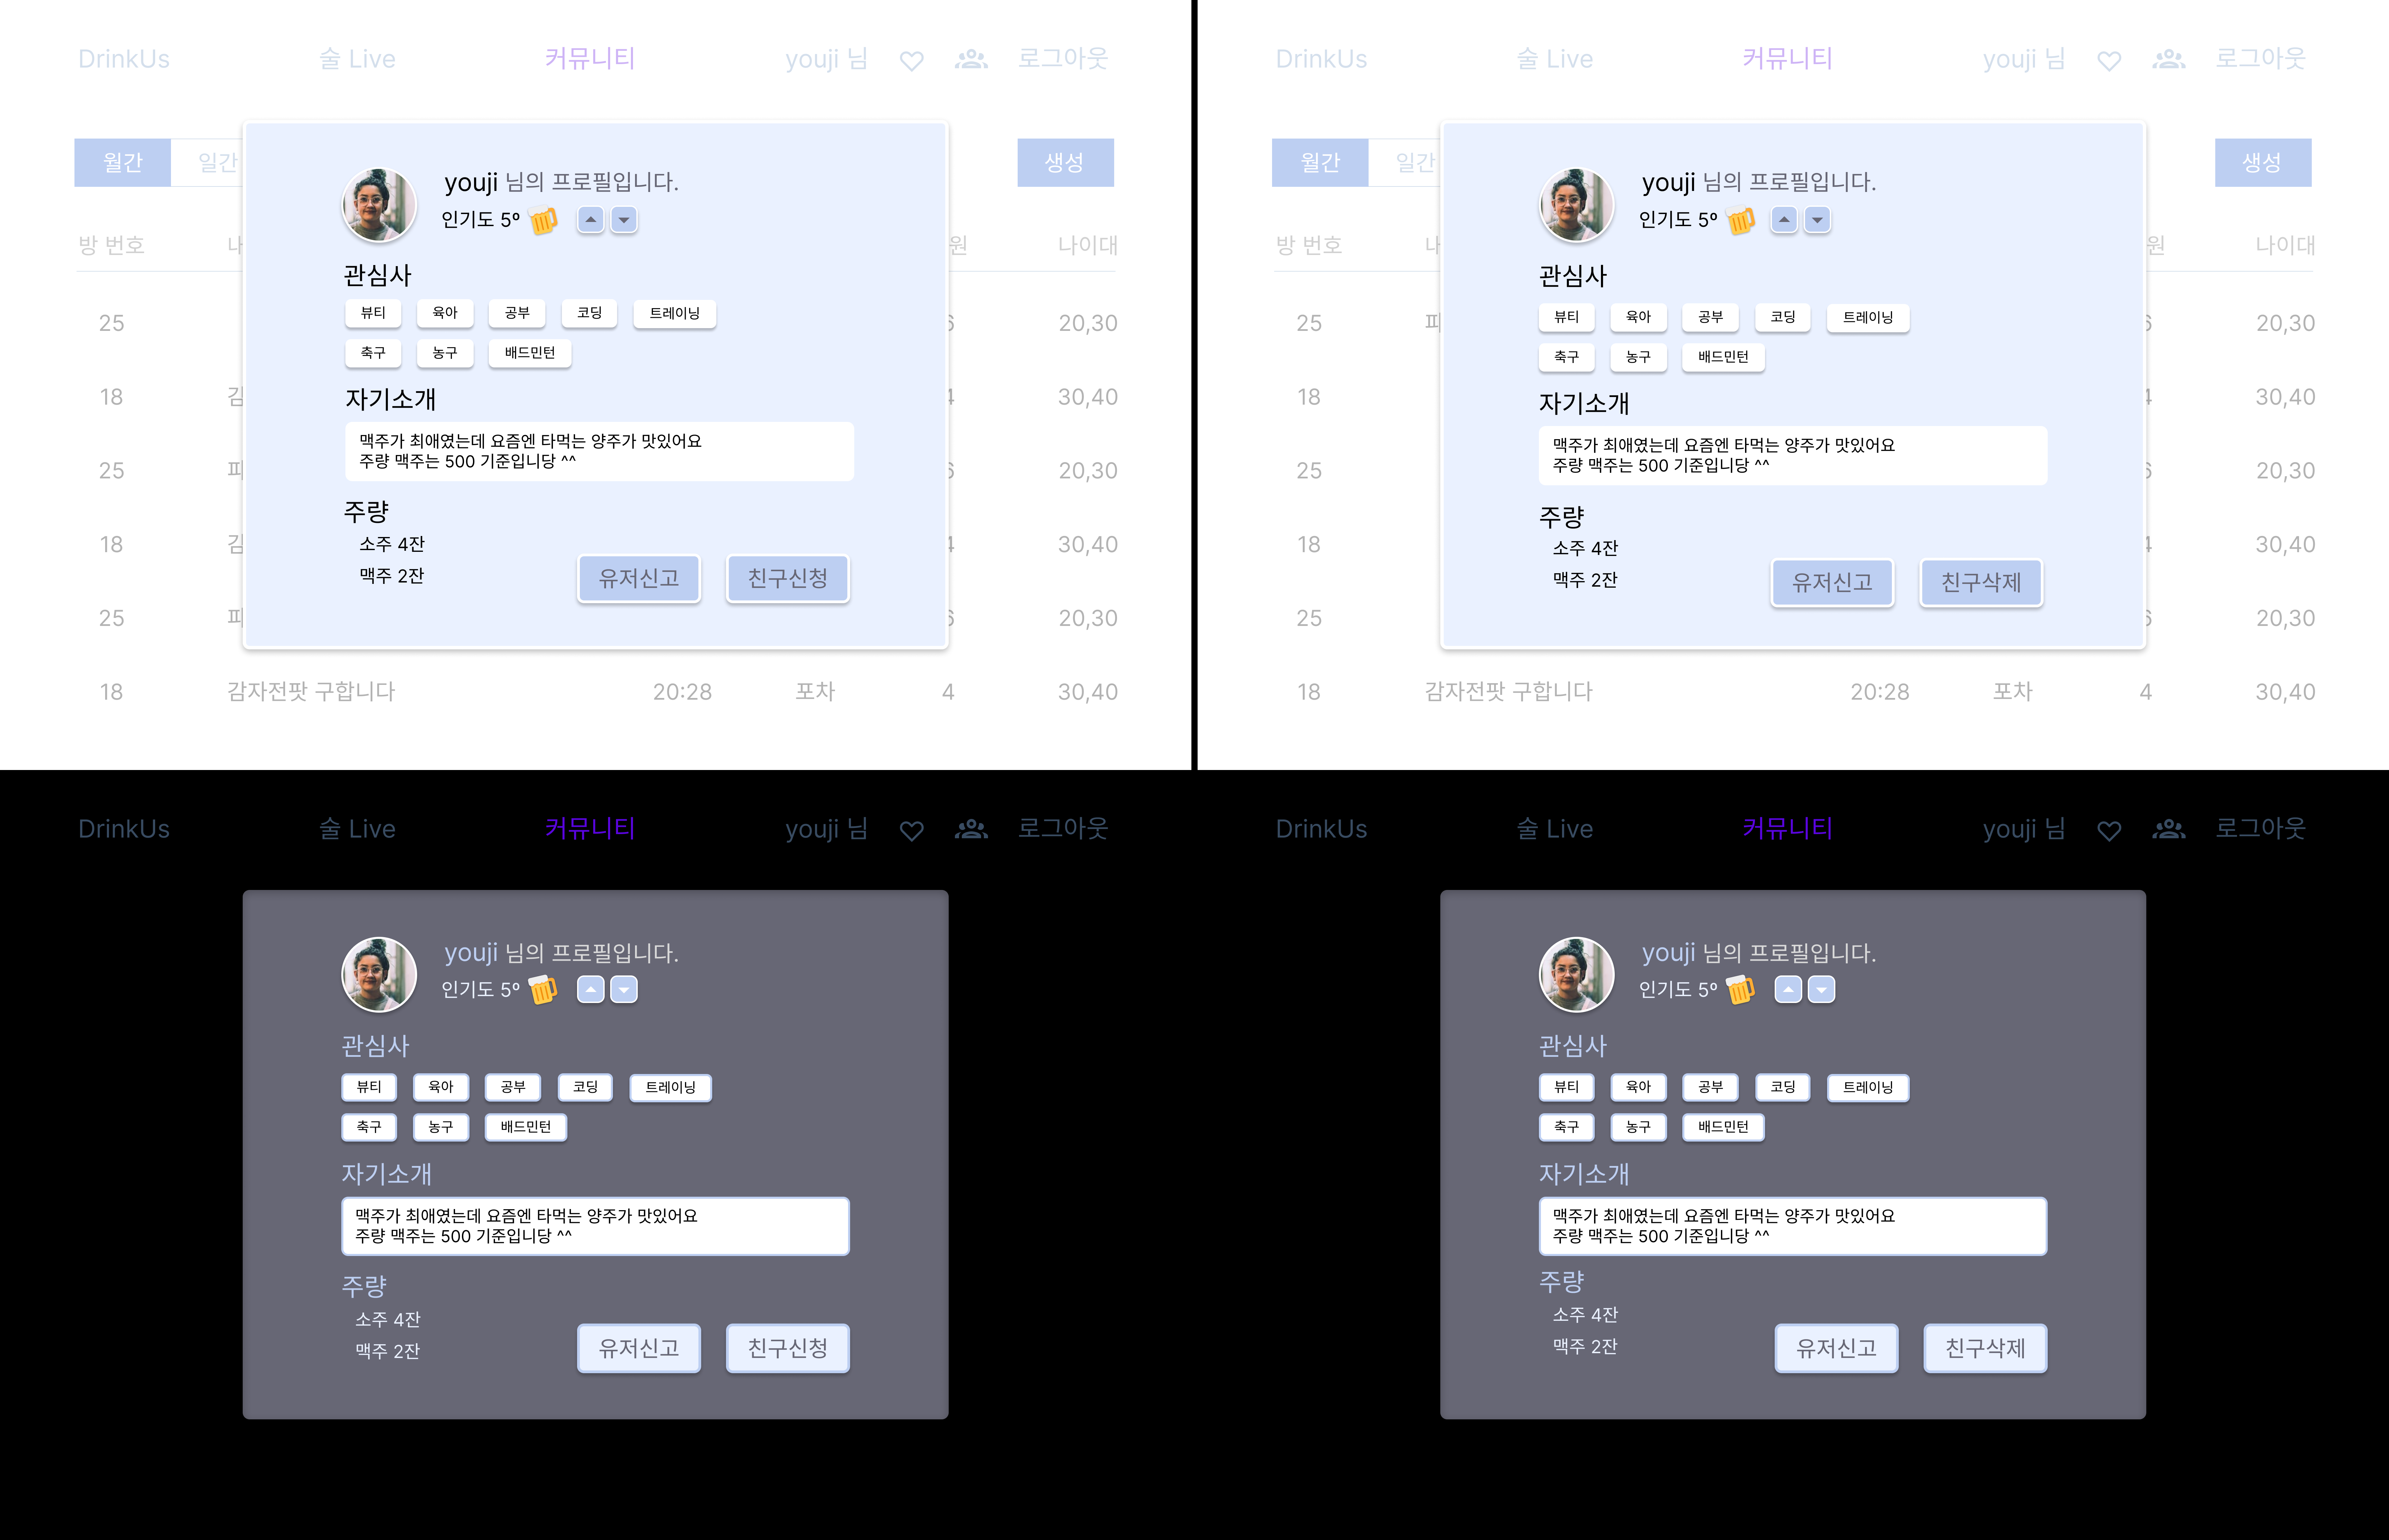 DrinkUs 술 Live 커뮤니티 youji 님 로그아웃
월간 일간 생성
방 번호 나이대
25 20,30
18 30,40
25 20,30
18 30,40
25 20,30
18 감자전팟 구합니다 20:28 포차 4 30,40
youji 님의 프로필입니다.
인기도 5º
관심사
뷰티 육아 공부 코딩 트레이닝
축구 농구 배드민턴
자기소개
맥주가 최애였는데 요즘엔 타먹는 양주가 맛있어요
주량 맥주는 500 기준입니당 ^^
주량
소주 4잔
맥주 2잔
유저신고 친구신청
DrinkUs 술 Live 커뮤니티 youji 님 로그아웃
월간 일간 생성
방 번호 나이대
25 20,30
18 30,40
25 20,30
18 30,40
25 20,30
18 감자전팟 구합니다 20:28 포차 4 30,40
youji 님의 프로필입니다.
인기도 5º
관심사
뷰티 육아 공부 코딩 트레이닝
축구 농구 배드민턴
자기소개
맥주가 최애였는데 요즘엔 타먹는 양주가 맛있어요
주량 맥주는 500 기준입니당 ^^
주량
소주 4잔
맥주 2잔
유저신고 친구삭제
DrinkUs 술 Live 커뮤니티 youji 님 로그아웃
youji 님의 프로필입니다.
인기도 5º
관심사
뷰티 육아 공부 코딩 트레이닝
축구 농구 배드민턴
자기소개
맥주가 최애였는데 요즘엔 타먹는 양주가 맛있어요
주량 맥주는 500 기준입니당 ^^
주량
소주 4잔
맥주 2잔
유저신고 친구신청
DrinkUs 술 Live 커뮤니티 youji 님 로그아웃
youji 님의 프로필입니다.
인기도 5º
관심사
뷰티 육아 공부 코딩 트레이닝
축구 농구 배드민턴
자기소개
맥주가 최애였는데 요즘엔 타먹는 양주가 맛있어요
주량 맥주는 500 기준입니당 ^^
주량
소주 4잔
맥주 2잔
유저신고 친구삭제